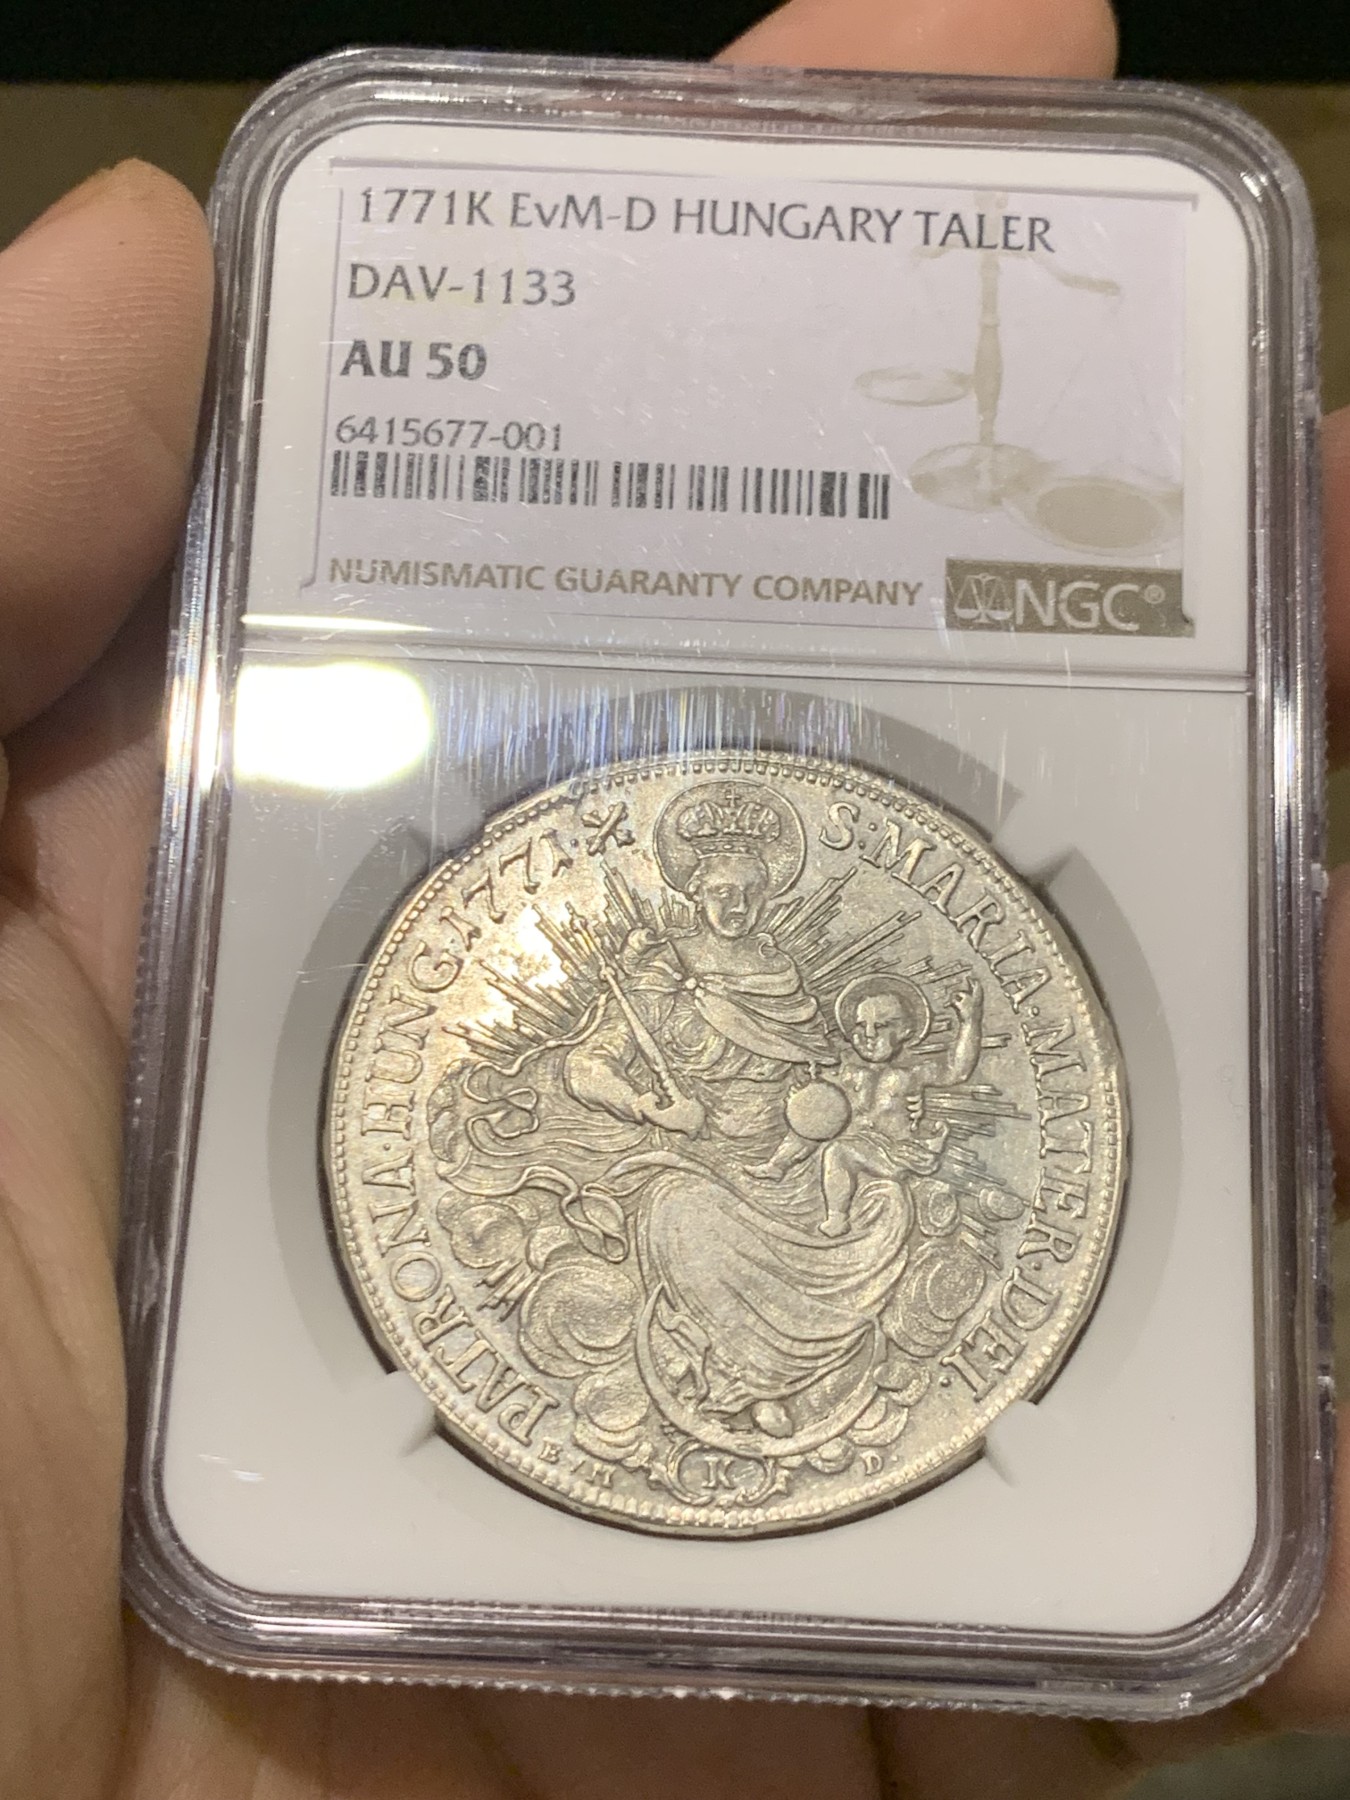 1771K EvM-D HUNGARY TALER
DAV-1133
AU 50
6415677-001
NUMISMATIC GUARANTY COMPANY NGC®
S:MARIA·MATER·DEI·
PATRONA·HUNG·1771·
E V M K D·